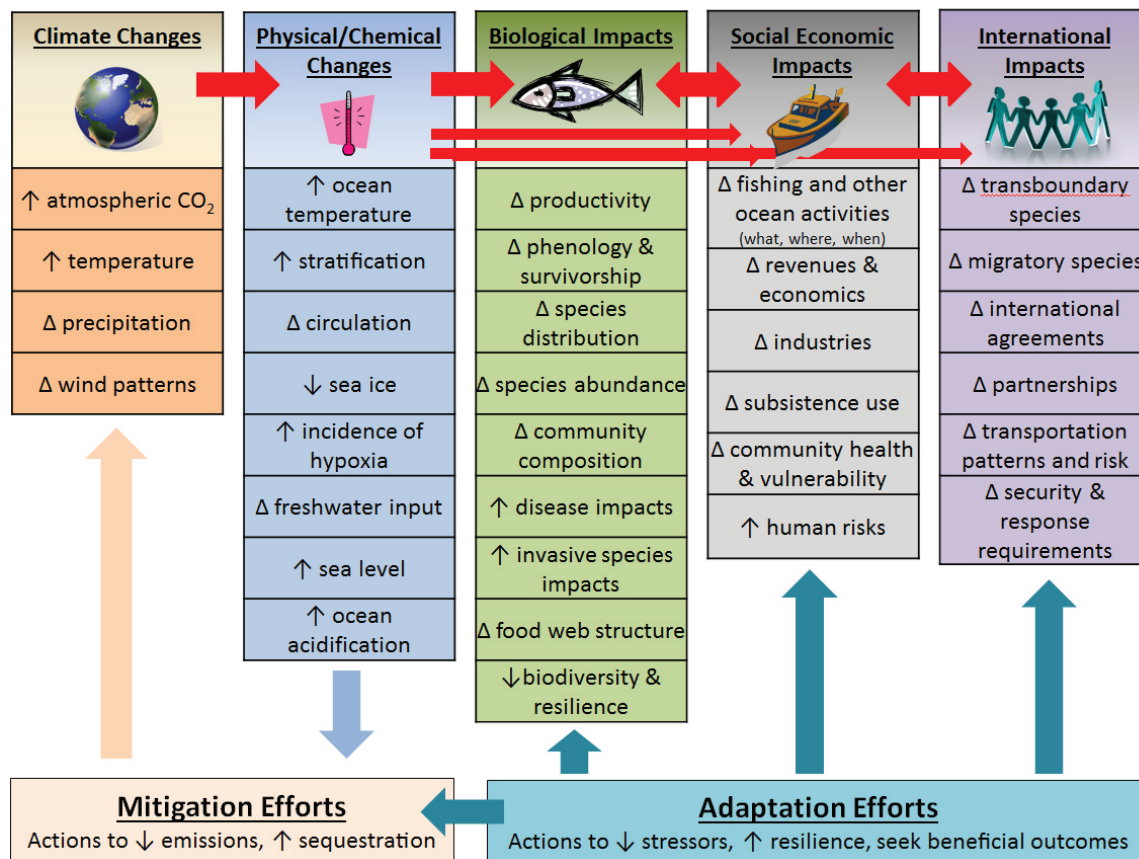 Climate Changes
↑ atmospheric CO₂
↑ temperature
Δ precipitation
Δ wind patterns
Physical/Chemical
Changes
↑ ocean
temperature
↑ stratification
Δ circulation
↓ sea ice
↑ incidence of
hypoxia
Δ freshwater input
↑ sea level
↑ ocean
acidification
Biological Impacts
Δ productivity
Δ phenology &
survivorship
Δ species
distribution
Δ species abundance
Δ community
composition
↑ disease impacts
↑ invasive species
impacts
Δ food web structure
↓biodiversity &
resilience
Social Economic
Impacts
Δ fishing and other
ocean activities
(what, where, when)
Δ revenues &
economics
Δ industries
Δ subsistence use
Δ community health
& vulnerability
↑ human risks
International
Impacts
Δ transboundary
species
Δ migratory species
Δ international
agreements
Δ partnerships
Δ transportation
patterns and risk
Δ security &
response
requirements
Mitigation Efforts
Actions to ↓ emissions, ↑ sequestration
Adaptation Efforts
Actions to ↓ stressors, ↑ resilience, seek beneficial outcomes